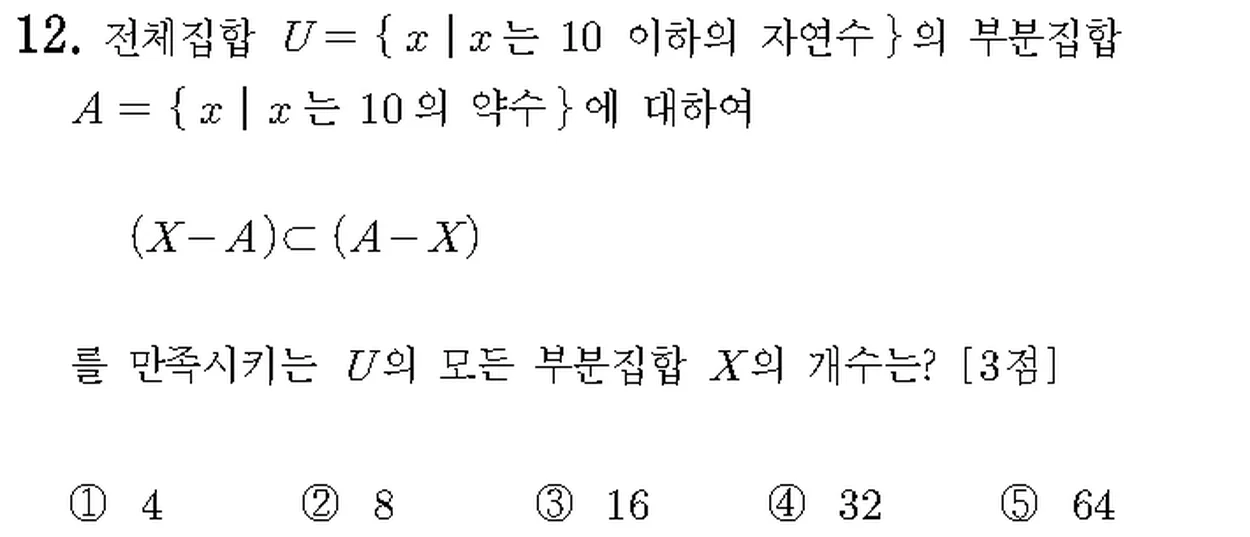 12. 전체집합 U = { x | x는 10 이하의 자연수 }의 부분집합
A = { x | x는 10의 약수 }에 대하여
(X - A) ⊂ (A - X)
를 만족시키는 U의 모든 부분집합 X의 개수는? [3점]
① 4 ② 8 ③ 16 ④ 32 ⑤ 64